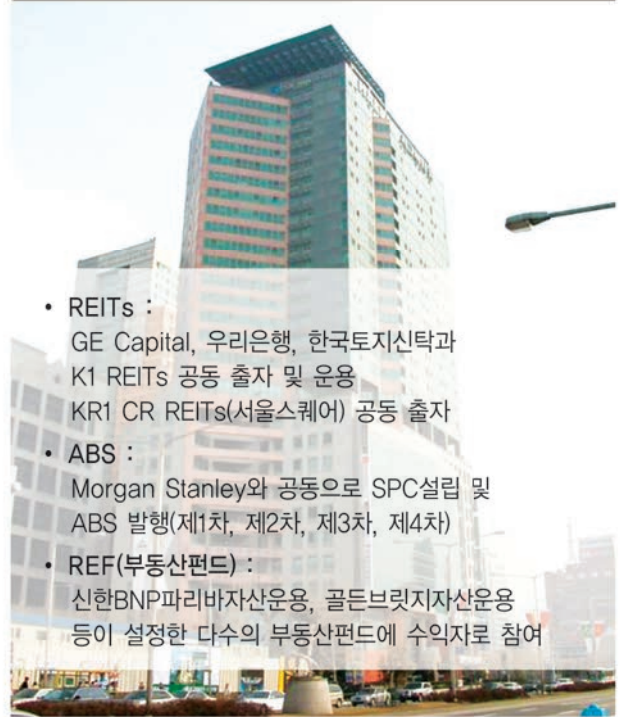 • REITs :
GE Capital, 우리은행, 한국토지신탁과
K1 REITs 공동 출자 및 운용
KR1 CR REITs(서울스퀘어) 공동 출자
• ABS :
Morgan Stanley와 공동으로 SPC설립 및
ABS 발행(제1차, 제2차, 제3차, 제4차)
• REF(부동산펀드) :
신한BNP파리바자산운용, 골든브릿지자산운용
등이 설정한 다수의 부동산펀드에 수익자로 참여